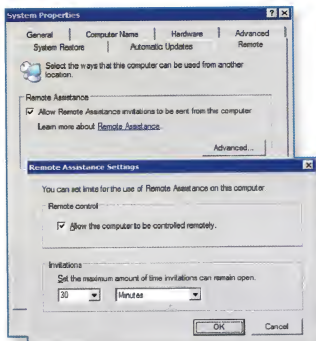 System Properties
General Computer Name Hardware Advanced
System Restore Automatic Updates Remote
Select the ways that this computer can be used from another
location.
Remote Assistance
Allow Remote Assistance invitations to be sent from this computer
Learn more about Remote Assistance.
Advanced...
Remote Assistance Settings
You can set limits for the use of Remote Assistance on this computer
Remote control
Allow this computer to be controlled remotely.
Invitations
Set the maximum amount of time invitations can remain open.
30 Minutes
OK Cancel